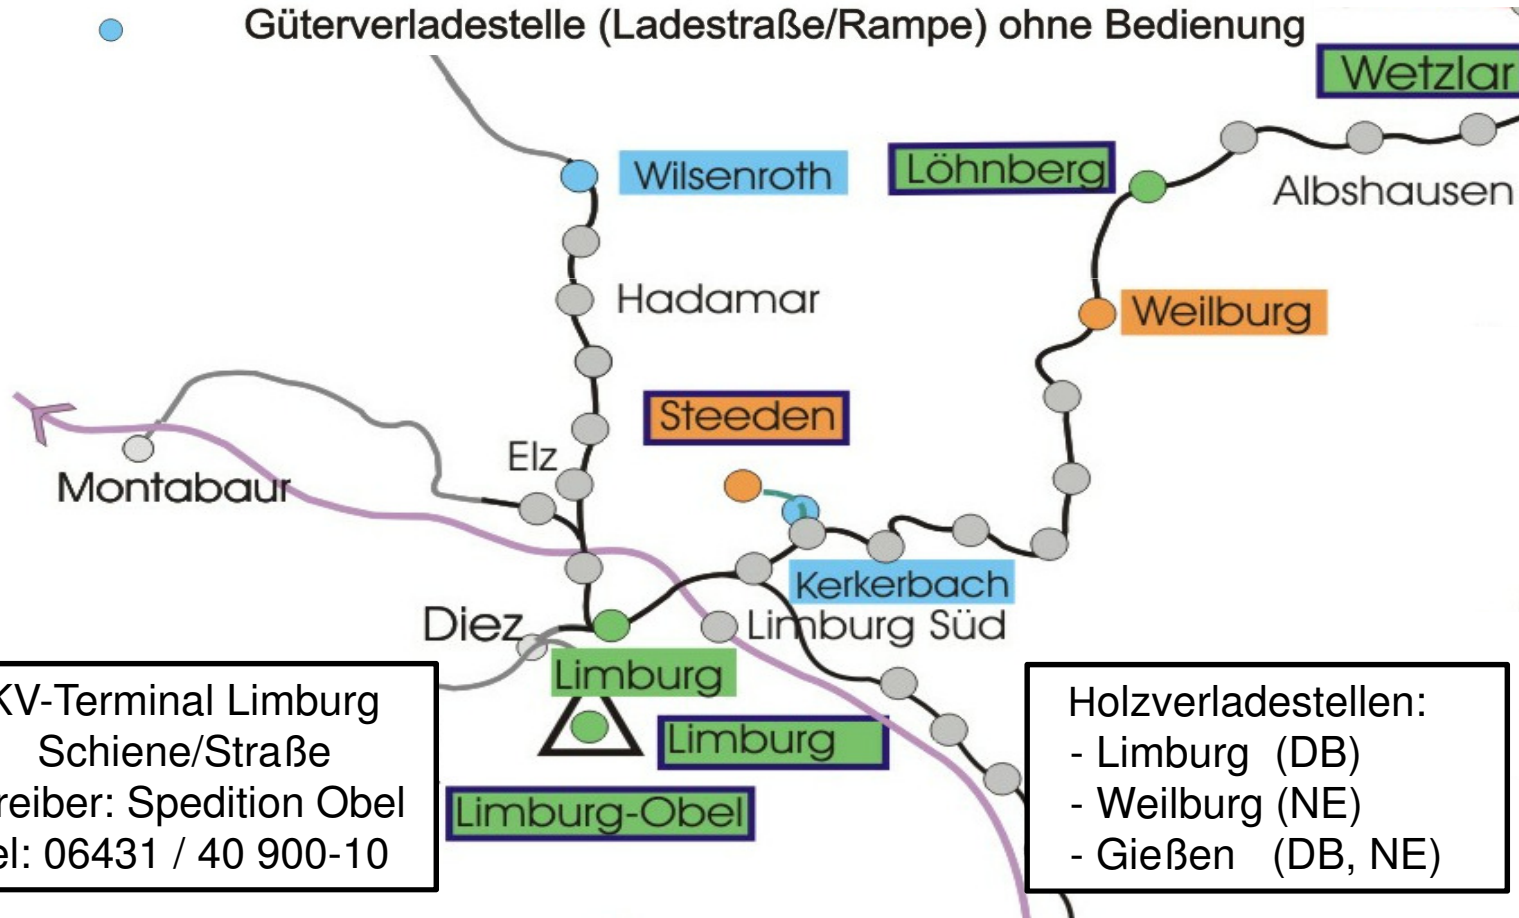 Güterverladestelle (Ladestraße/Rampe) ohne Bedienung
Wetzlar
Wilsenroth
Löhnberg
Albshausen
Hadamar
Weilburg
Steeden
Elz
Montabaur
Kerkerbach
Diez
Limburg Süd
Limburg
Limburg
Limburg-Obel
KV-Terminal Limburg
Schiene/Straße
reiber: Spedition Obel
el: 06431 / 40 900-10
Holzverladestellen:
- Limburg (DB)
- Weilburg (NE)
- Gießen (DB, NE)